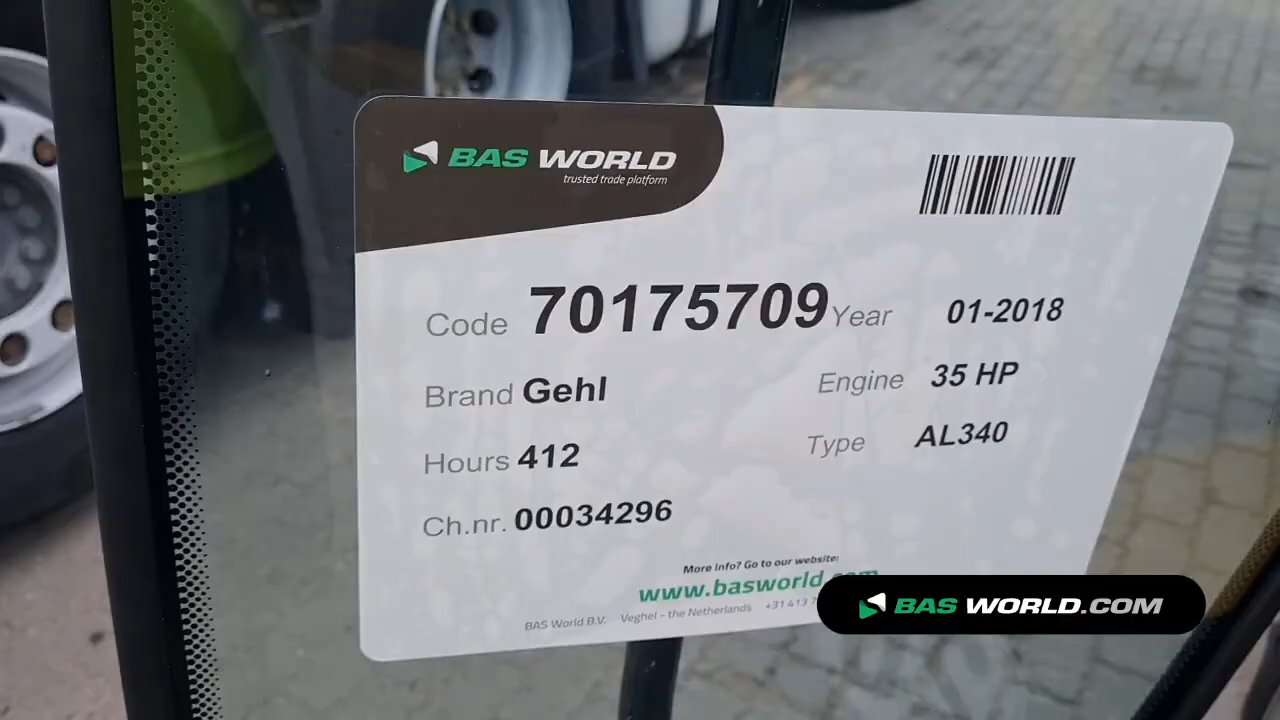 BAS WORLD
trusted trade platform
Code 70175709 Year 01-2018
Brand Gehl Engine 35 HP
Hours 412 Type AL340
Ch.nr. 00034296
More info? Go to our website:
www.basworld.com
BAS World B.V. Veghel - the Netherlands +31 413
BAS WORLD.COM